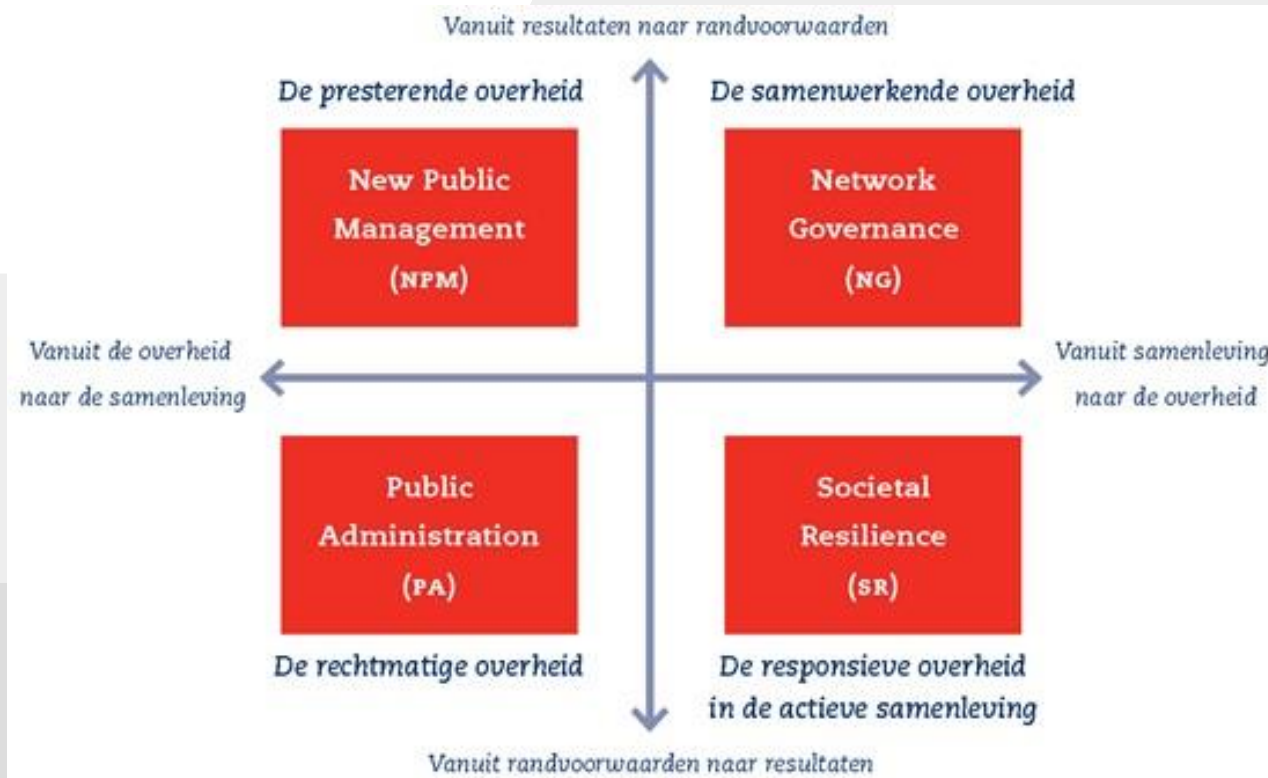 Vanuit resultaten naar randvoorwaarden
De presterende overheid
De samenwerkende overheid
New Public
Management
(NPM)
Network
Governance
(NG)
Vanuit de overheid
naar de samenleving
Vanuit samenleving
naar de overheid
Public
Administration
(PA)
Societal
Resilience
(SR)
De rechtmatige overheid
De responsieve overheid
in de actieve samenleving
Vanuit randvoorwaarden naar resultaten